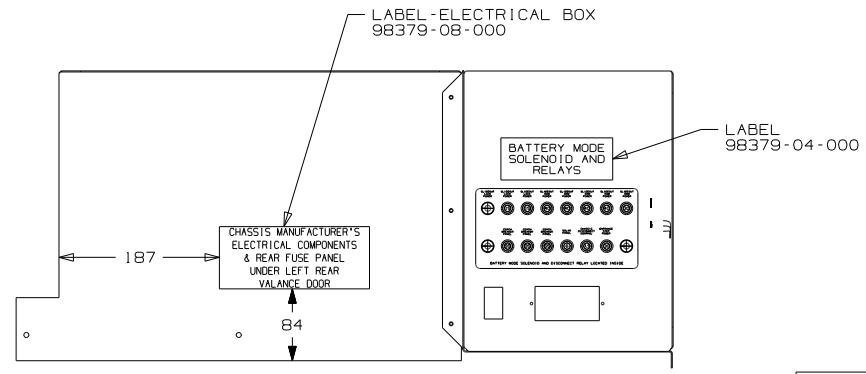 LABEL-ELECTRICAL BOX
98379-08-000
LABEL
98379-04-000
BATTERY MODE
SOLENOID AND
RELAYS
CHASSIS MANUFACTURER'S
ELECTRICAL COMPONENTS
& REAR FUSE PANEL
UNDER LEFT REAR
VALANCE DOOR
187
84
BATTERY MODE SOLENOID AND DISCONNECT RELAY LOCATED INSIDE